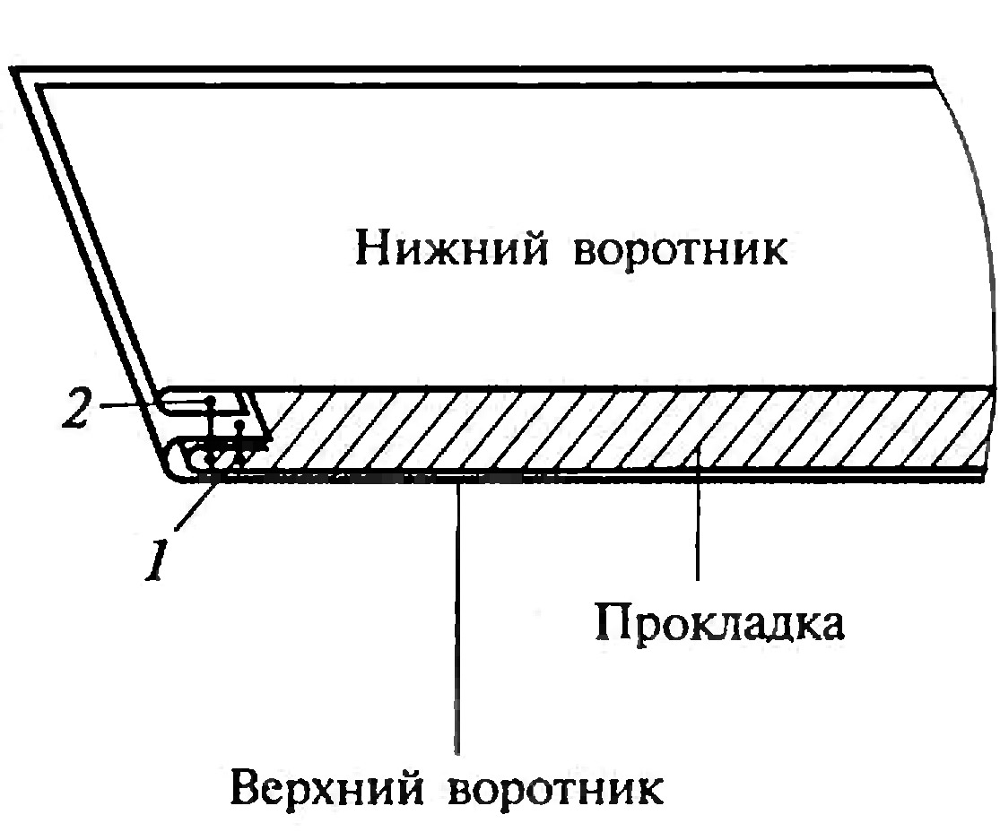 Нижний воротник
2
1
Прокладка
Верхний воротник